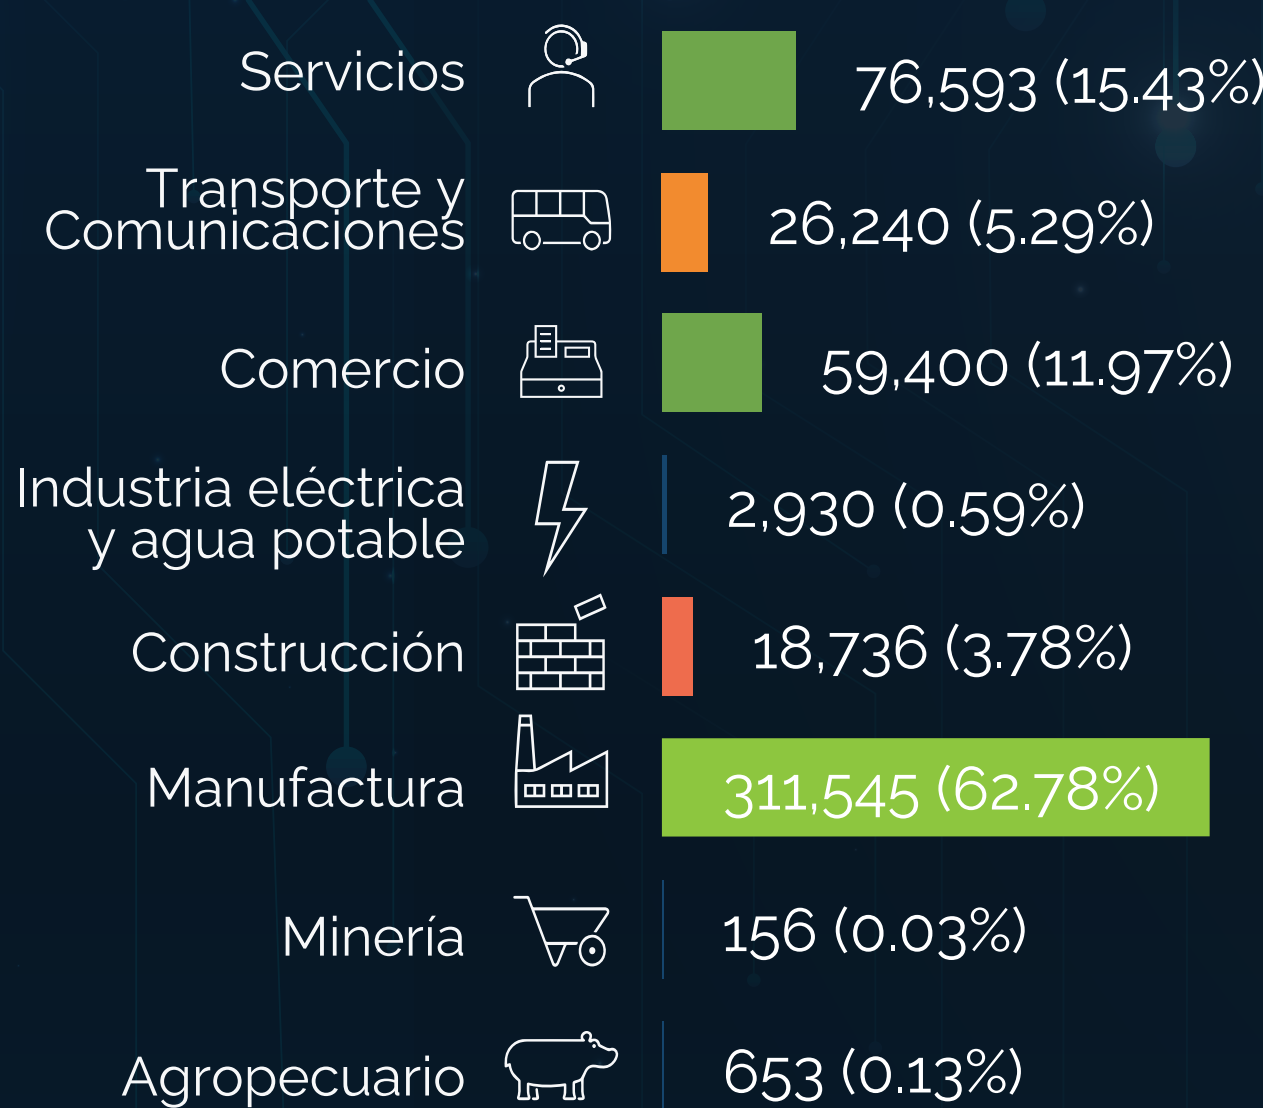 Servicios
76,593 (15.43%)
Transporte y
Comunicaciones
26,240 (5.29%)
Comercio
59,400 (11.97%)
Industria eléctrica
y agua potable
2,930 (0.59%)
Construcción
18,736 (3.78%)
Manufactura
311,545 (62.78%)
Minería
156 (0.03%)
Agropecuario
653 (0.13%)